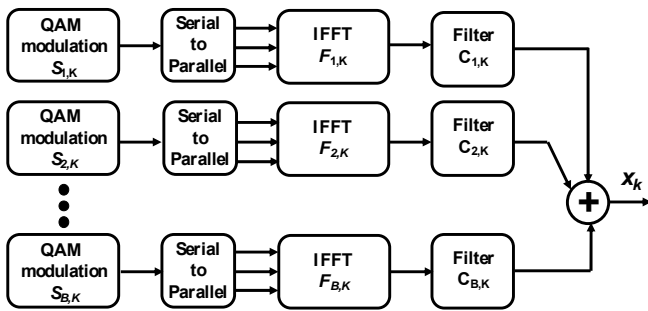 QAM
modulation
S1,K
Serial
to
Parallel
IFFT
F1,K
Filter
C1,K
QAM
modulation
S2,K
Serial
to
Parallel
IFFT
F2,K
Filter
C2,K
+
xk
QAM
modulation
SB,K
Serial
to
Parallel
IFFT
FB,K
Filter
CB,K